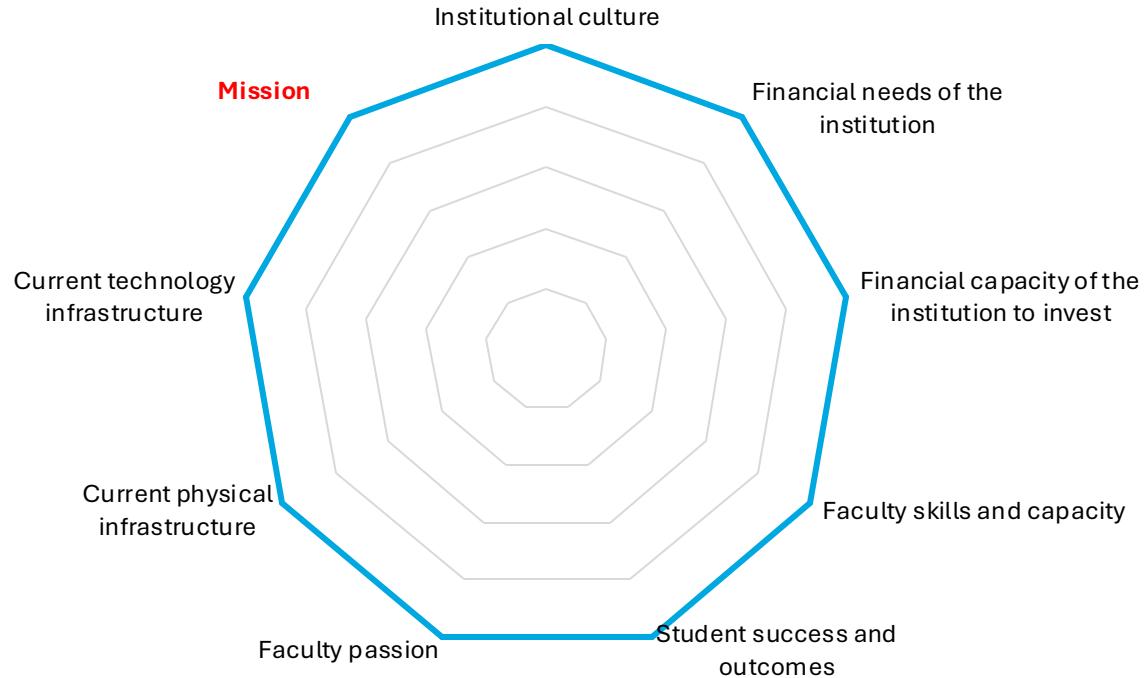 Institutional culture
Mission
Financial needs of the
institution
Current technology
infrastructure
Financial capacity of the
institution to invest
Current physical
infrastructure
Faculty skills and capacity
Faculty passion
Student success and
outcomes